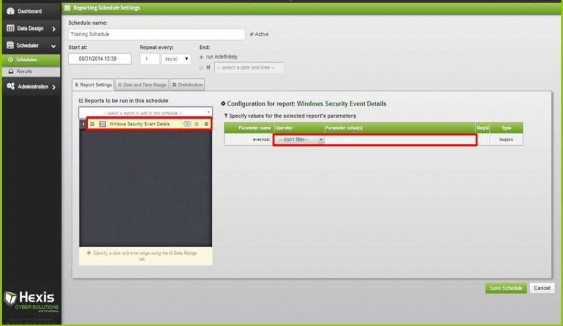 Dashboard
Data Design
Scheduler
Schedules
Results
Administration
Reporting Schedule Settings
Schedule name:
Training Schedule
Active
Start at:
Repeat every:
End:
08/31/2014 13:38
1
day(s)
run indefinitely
at
-- select a date and time --
Report Settings
Date and Time Range
Distribution
Reports to be run in this schedule
-- select a report to add to this schedule --
1
Windows Security Event Details
Specify a date and time range using the Data Range
tab
Configuration for report: Windows Security Event Details
Specify values for the selected report's parameters
Parameter name
Operator
Parameter value(s)
Req'd
Type
eventid:
-- don't filter --
bigint
Save Schedule
Cancel
Hexis
CYBER SOLUTIONS